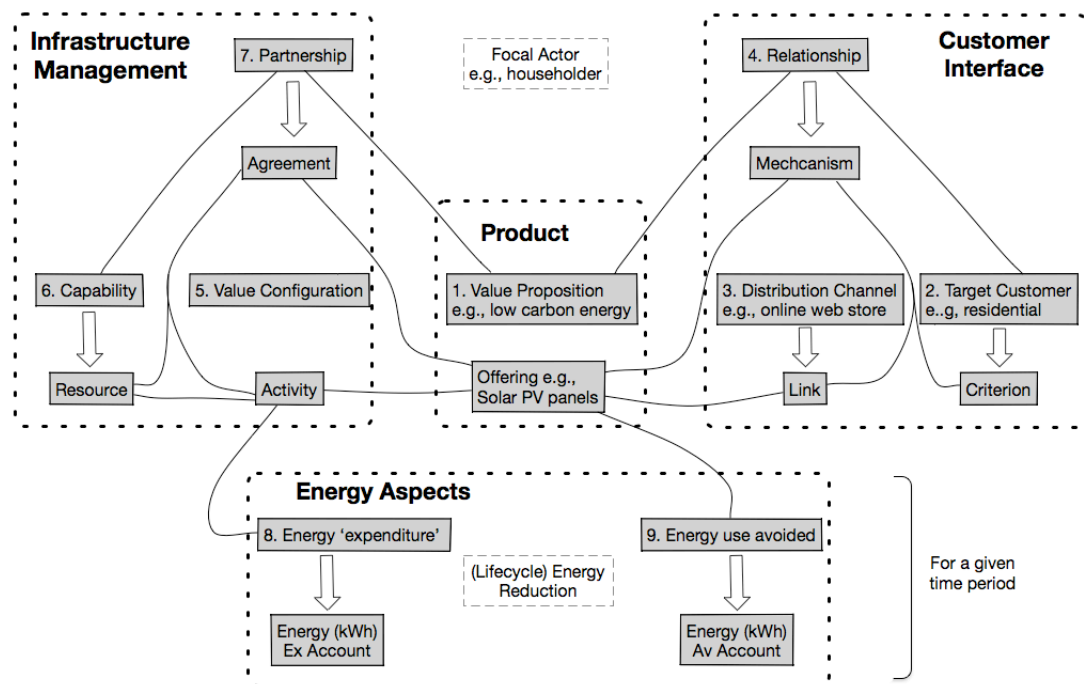 Infrastructure
Management
7. Partnership
Focal Actor
e.g., householder
4. Relationship
Customer
Interface
Agreement
Mechcanism
Product
6. Capability
5. Value Configuration
1. Value Proposition
e.g., low carbon energy
3. Distribution Channel
e.g., online web store
2. Target Customer
e..g, residential
Resource
Activity
Offering e.g.,
Solar PV panels
Link
Criterion
Energy Aspects
8. Energy ‘expenditure’
9. Energy use avoided
(Lifecycle) Energy
Reduction
For a given
time period
Energy (kWh)
Ex Account
Energy (kWh)
Av Account